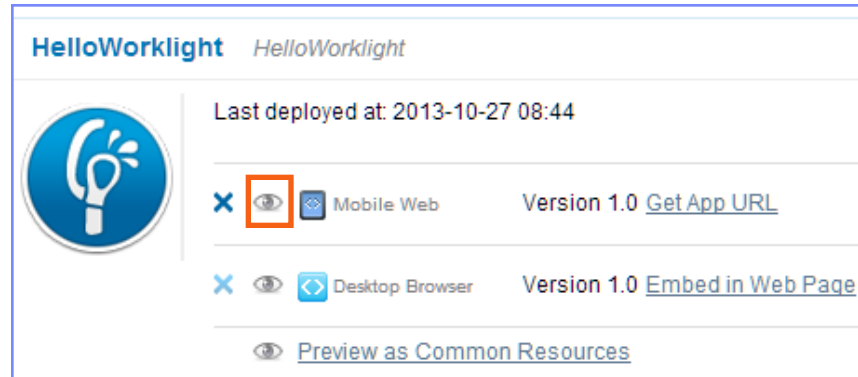 HelloWorklight HelloWorklight
Last deployed at: 2013-10-27 08:44
Mobile Web Version 1.0 Get App URL
Desktop Browser Version 1.0 Embed in Web Page
Preview as Common Resources